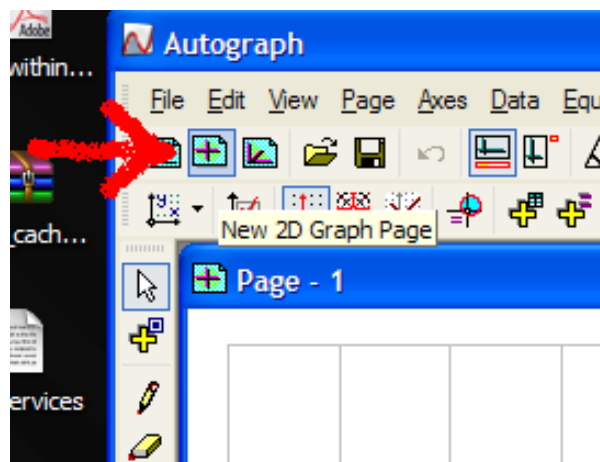 Adobe
within...
Autograph
File Edit View Page Axes Data Equ
New 2D Graph Page
_cach...
Page - 1
ervices